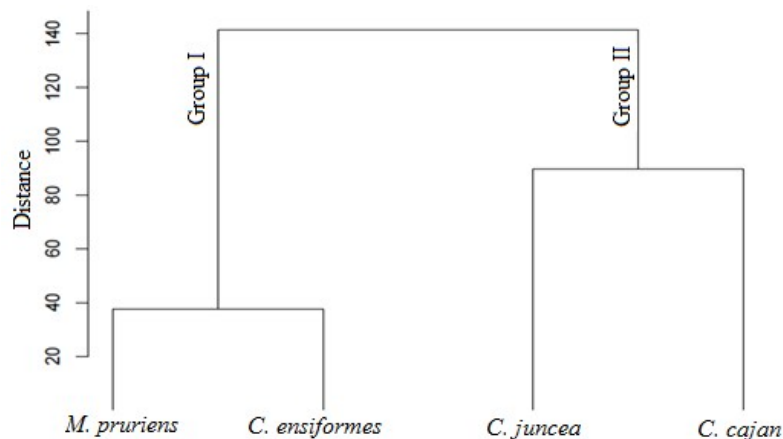 140
120
100
80
60
40
20
Distance
Group I
Group II
M. pruriens C. ensiformes C. juncea C. cajan